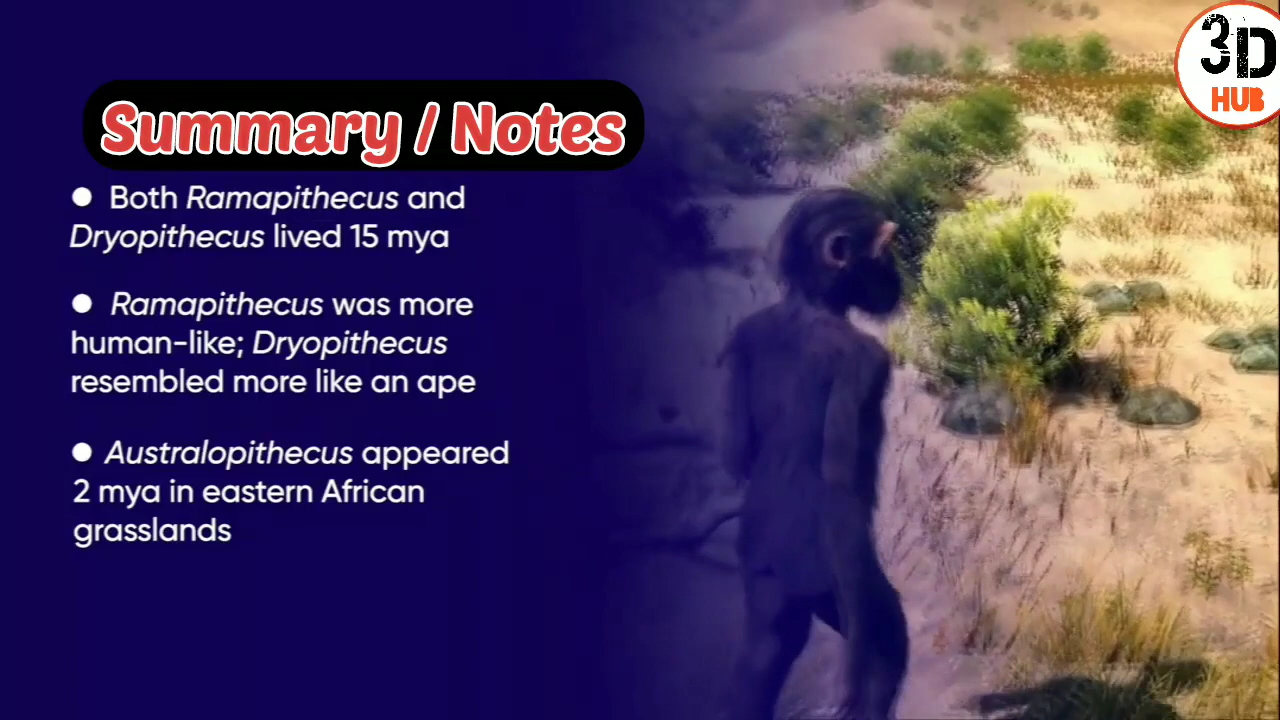 3D
HUB
Summary / Notes
● Both Ramapithecus and
Dryopithecus lived 15 mya
● Ramapithecus was more
human-like; Dryopithecus
resembled more like an ape
● Australopithecus appeared
2 mya in eastern African
grasslands